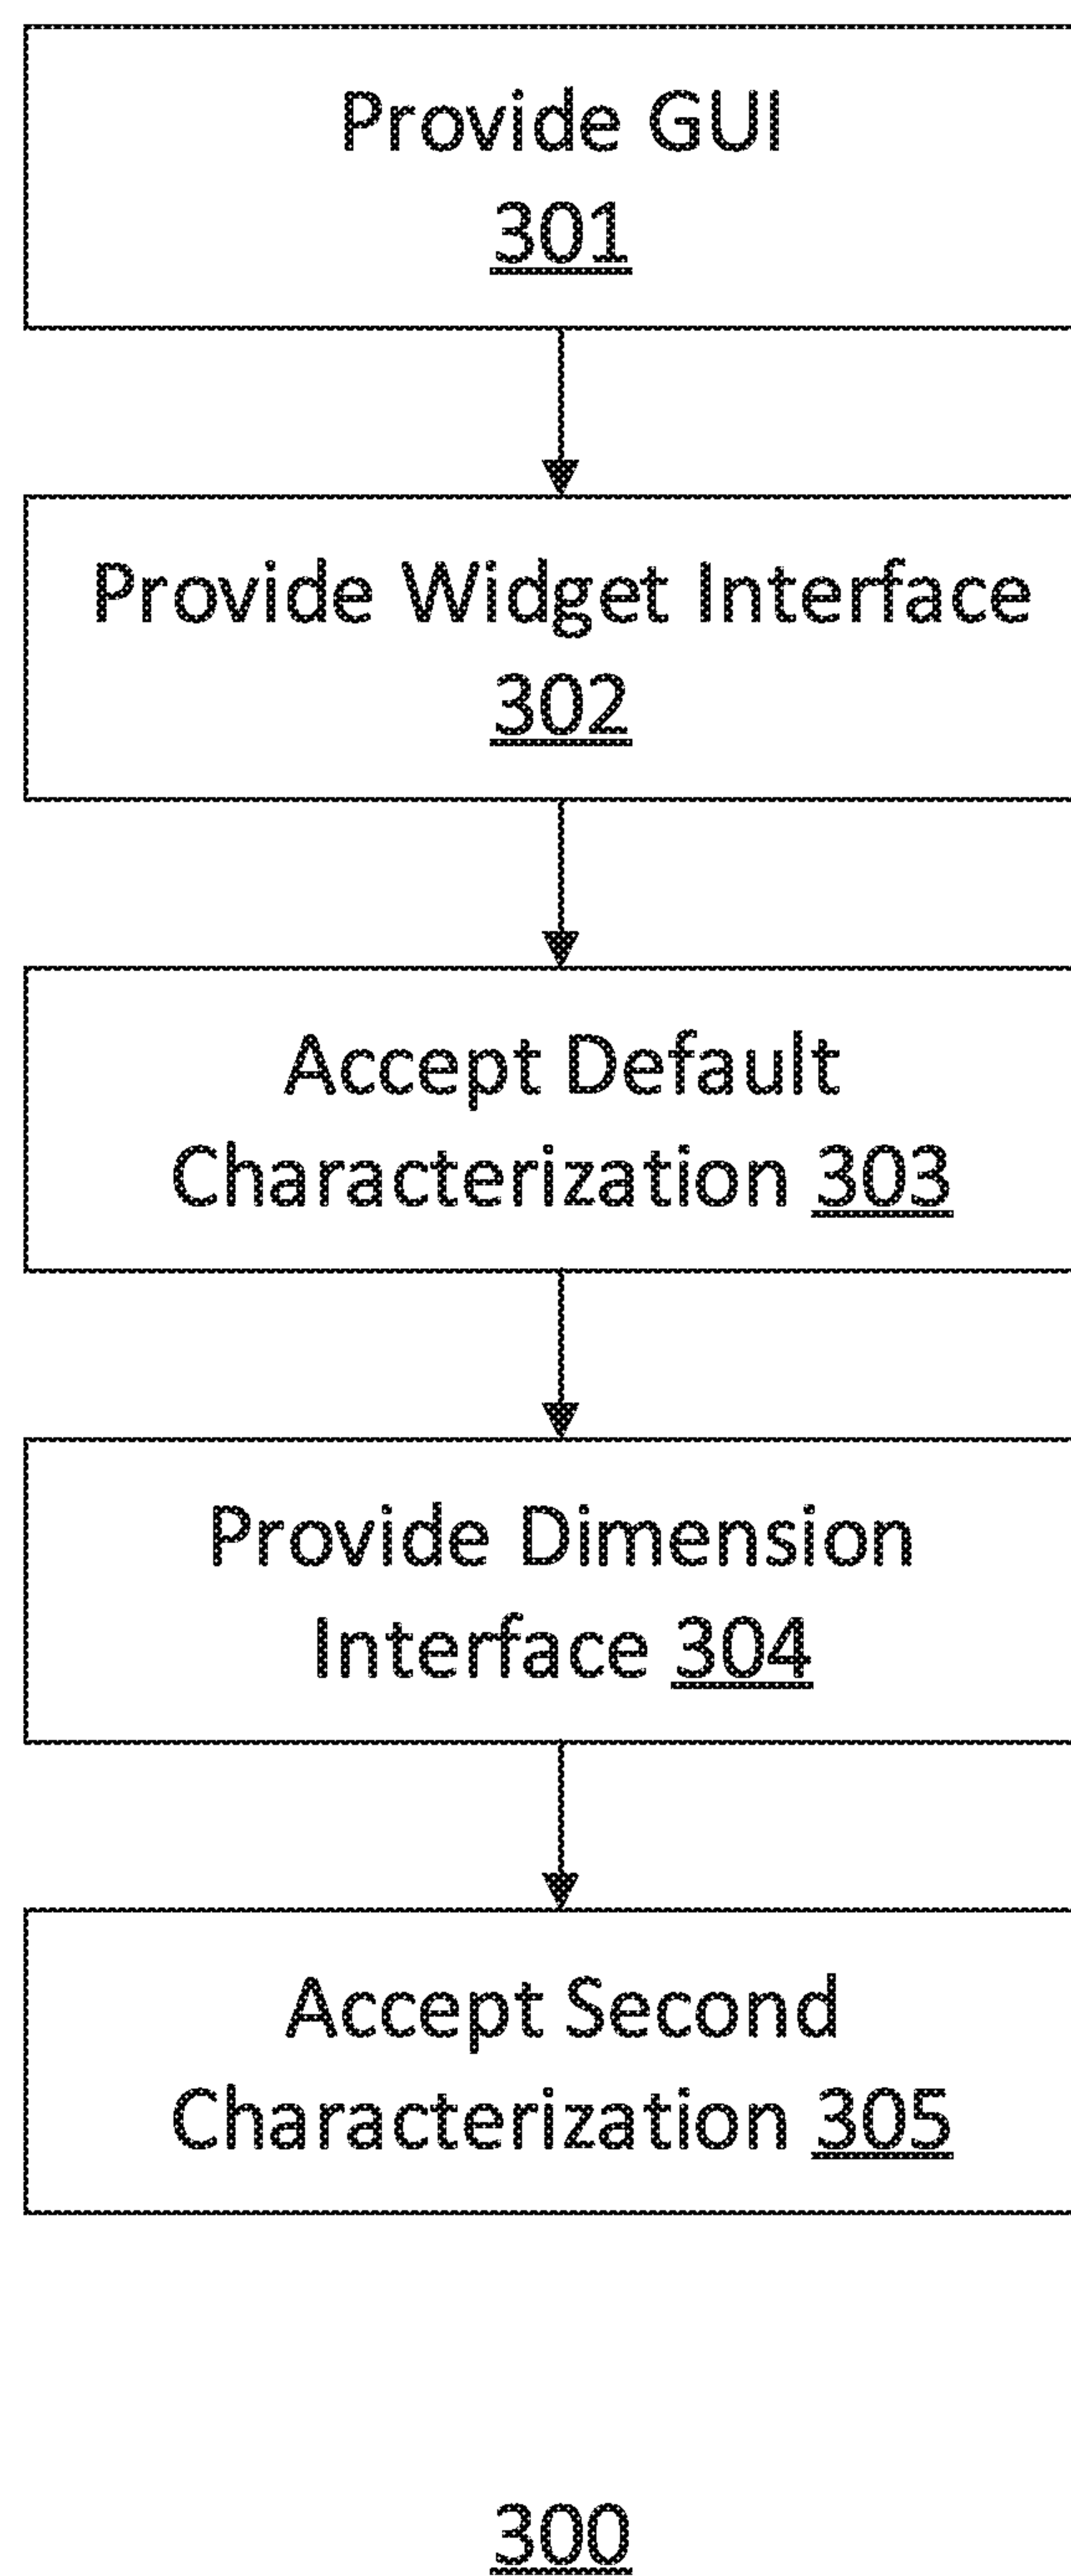 Provide GUI
301
Provide Widget Interface
302
Accept Default
Characterization 303
Provide Dimension
Interface 304
Accept Second
Characterization 305
300